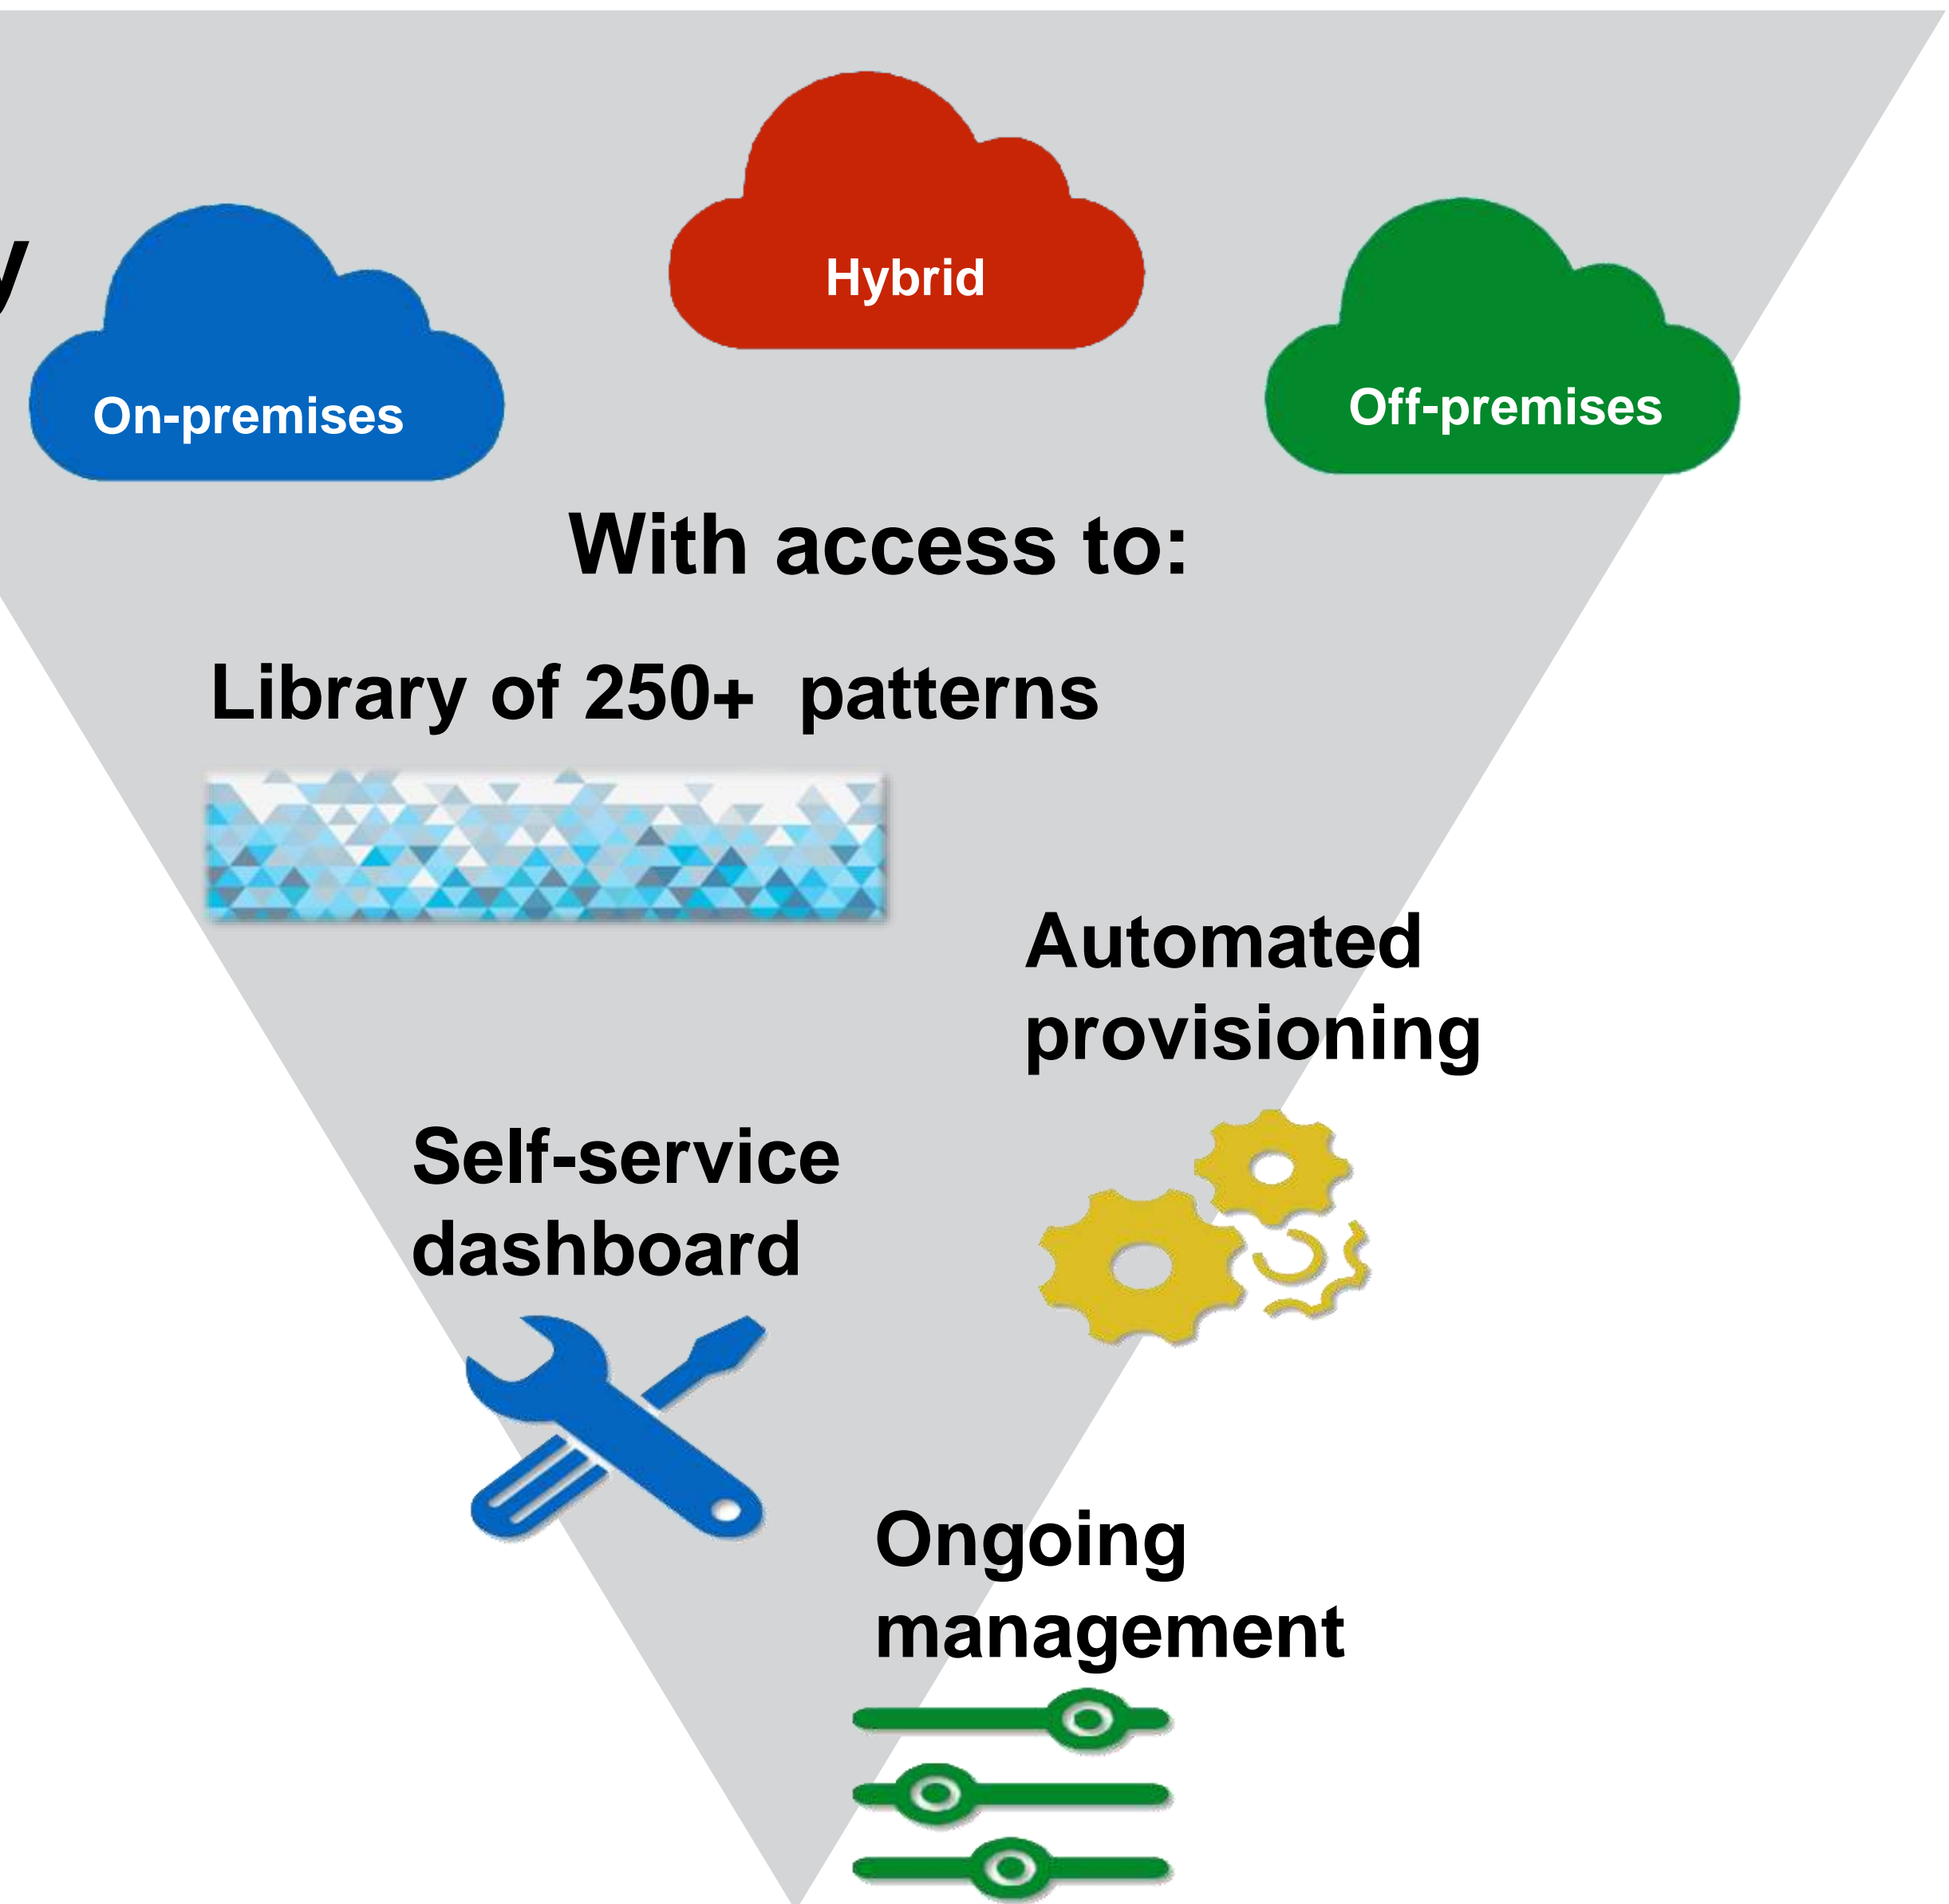 Hybrid
On-premises
Off-premises
With access to:
Library of 250+ patterns
Automated
provisioning
Self-service
dashboard
Ongoing
management